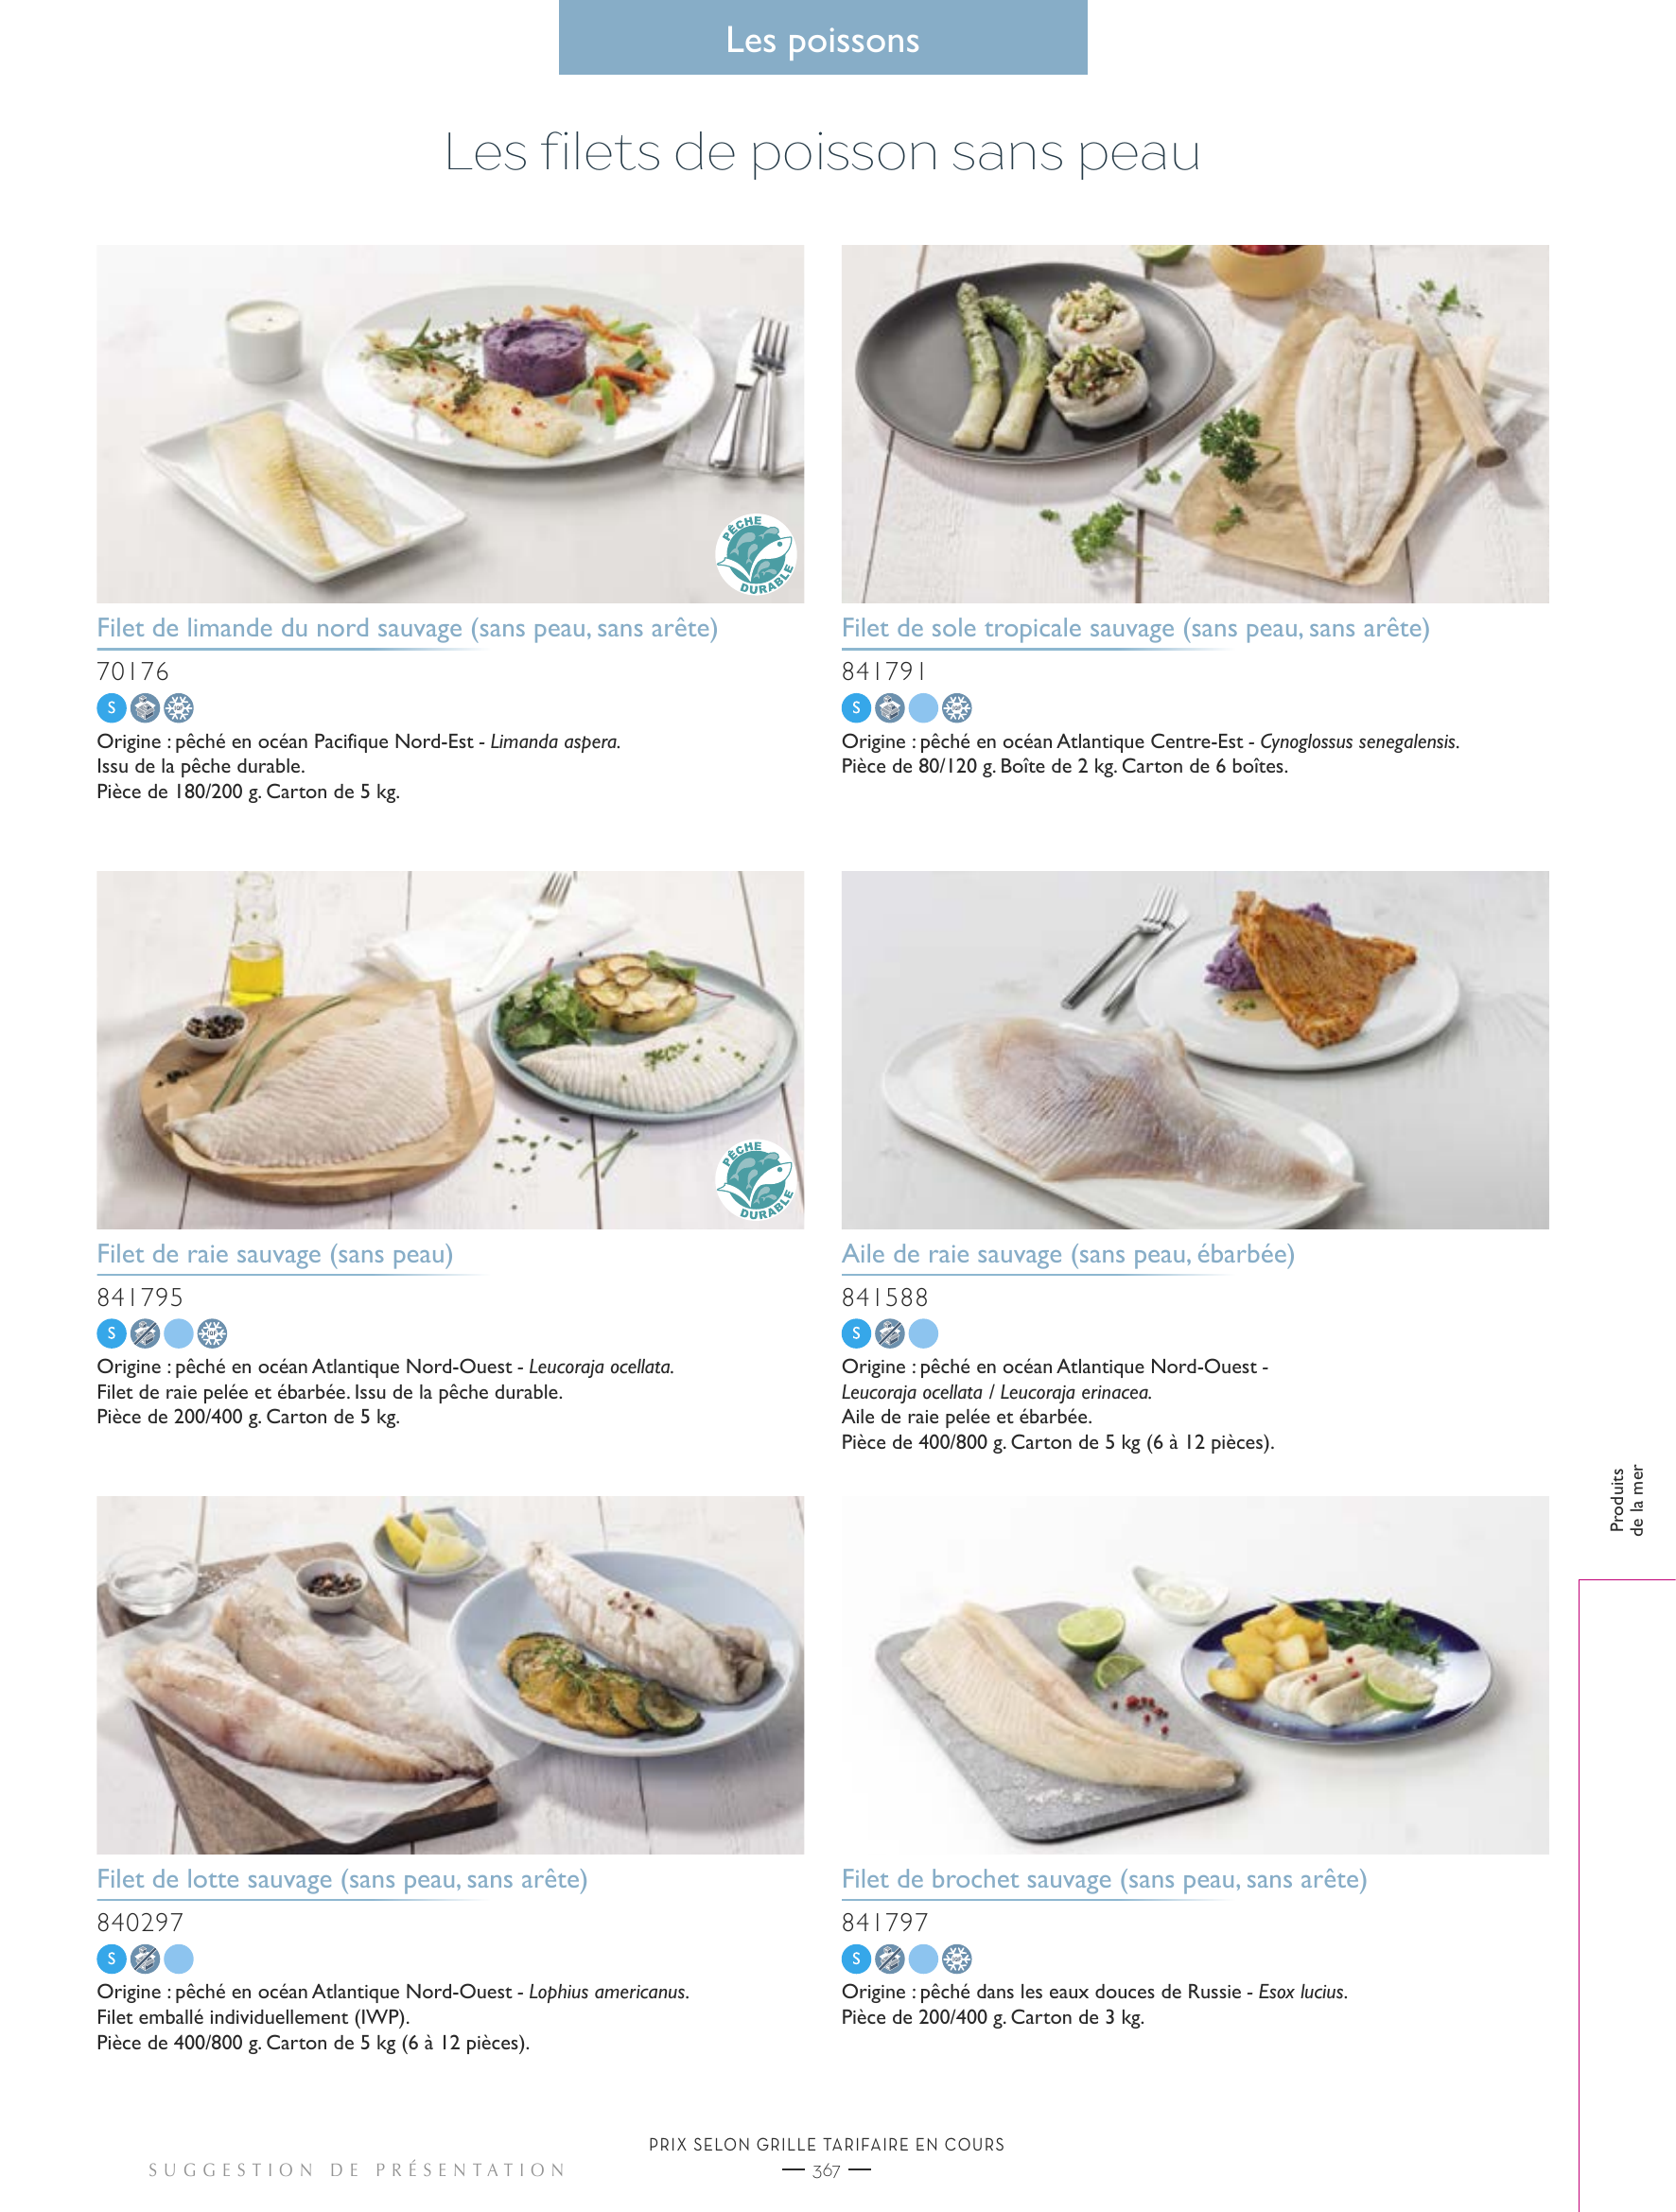 Les poissons
Les filets de poisson sans peau
PÊCHE
DURABLE
Filet de limande du nord sauvage (sans peau, sans arête)
70176
S
Origine : pêché en océan Pacifique Nord-Est - Limanda aspera.
Issu de la pêche durable.
Pièce de 180/200 g. Carton de 5 kg.
Filet de sole tropicale sauvage (sans peau, sans arête)
841791
S
Origine : pêché en océan Atlantique Centre-Est - Cynoglossus senegalensis.
Pièce de 80/120 g. Boîte de 2 kg. Carton de 6 boîtes.
PÊCHE
DURABLE
Filet de raie sauvage (sans peau)
841795
S
Origine : pêché en océan Atlantique Nord-Ouest - Leucoraja ocellata.
Filet de raie pelée et ébarbée. Issu de la pêche durable.
Pièce de 200/400 g. Carton de 5 kg.
Aile de raie sauvage (sans peau, ébarbée)
841588
S
Origine : pêché en océan Atlantique Nord-Ouest -
Leucoraja ocellata / Leucoraja erinacea.
Aile de raie pelée et ébarbée.
Pièce de 400/800 g. Carton de 5 kg (6 à 12 pièces).
Produits
de la mer
Filet de lotte sauvage (sans peau, sans arête)
840297
S
Origine : pêché en océan Atlantique Nord-Ouest - Lophius americanus.
Filet emballé individuellement (IWP).
Pièce de 400/800 g. Carton de 5 kg (6 à 12 pièces).
Filet de brochet sauvage (sans peau, sans arête)
841797
S
Origine : pêché dans les eaux douces de Russie - Esox lucius.
Pièce de 200/400 g. Carton de 3 kg.
PRIX SELON GRILLE TARIFAIRE EN COURS
SUGGESTION DE PRÉSENTATION
367